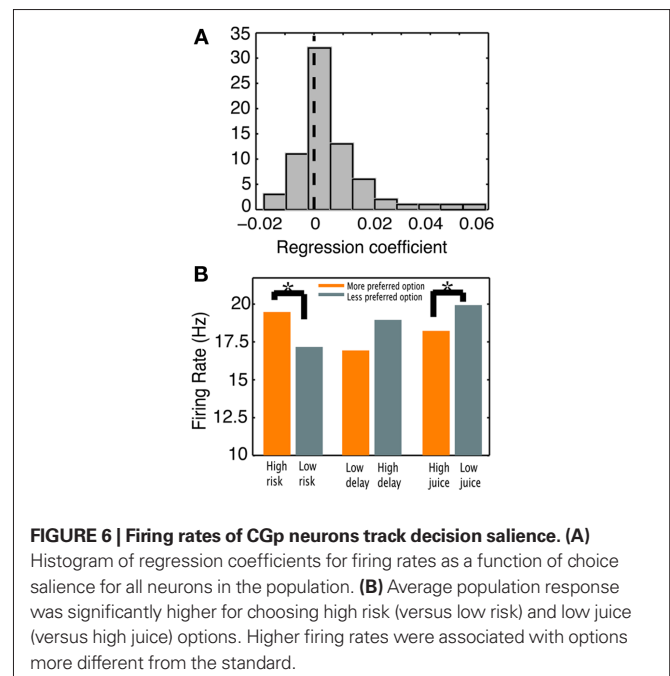 A
35
30
25
20
15
10
5
0
−0.02 0 0.02 0.04 0.06
Regression coefficient
B
More preferred option
Less preferred option
* *
Firing Rate (Hz)
20
17.5
15
12.5
10
High Low Low High High Low
risk risk delay delay juice juice
FIGURE 6 | Firing rates of CGp neurons track decision salience. (A)
Histogram of regression coefficients for firing rates as a function of choice
salience for all neurons in the population. (B) Average population response
was significantly higher for choosing high risk (versus low risk) and low juice
(versus high juice) options. Higher firing rates were associated with options
more different from the standard.